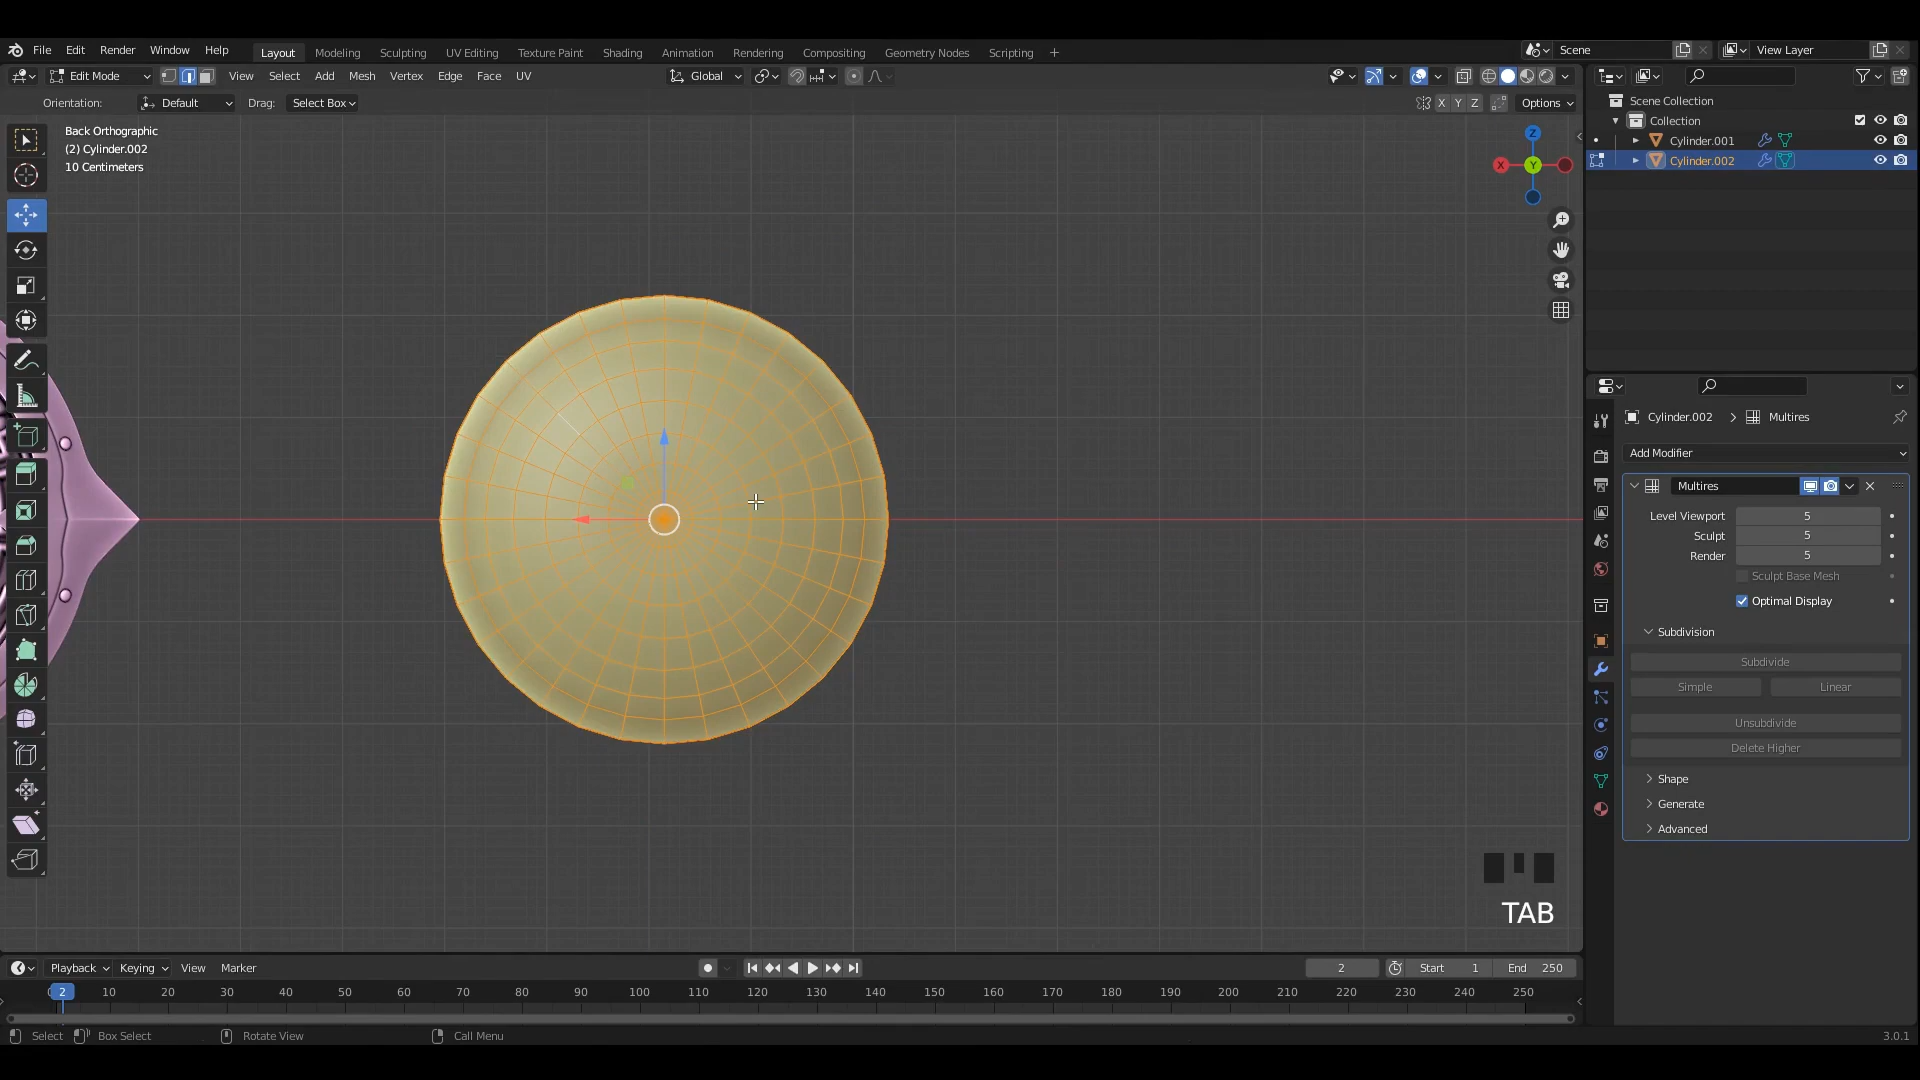 File Edit Render Window Help Layout Modeling Sculpting UV Editing Texture Paint Shading Animation Rendering Compositing Geometry Nodes Scripting + Scene View Layer
Edit Mode View Select Add Mesh Vertex Edge Face UV Global
Orientation: Default Drag: Select Box X Y Z Options
Scene Collection
Collection
Cylinder.001
Cylinder.002
Back Orthographic
(2) Cylinder.002
10 Centimeters
Z
X Y
Cylinder.002 > Multires
Add Modifier
Multires
Level Viewport 5
Sculpt 5
Render 5
Sculpt Base Mesh
Optimal Display
Subdivision
Subdivide
Simple Linear
Unsubdivide
Delete Higher
Shape
Generate
Advanced
TAB
Playback Keying View Marker 2 Start 1 End 250
2 10 20 30 40 50 60 70 80 90 100 110 120 130 140 150 160 170 180 190 200 210 220 230 240 250
Select Box Select Rotate View Call Menu 3.0.1